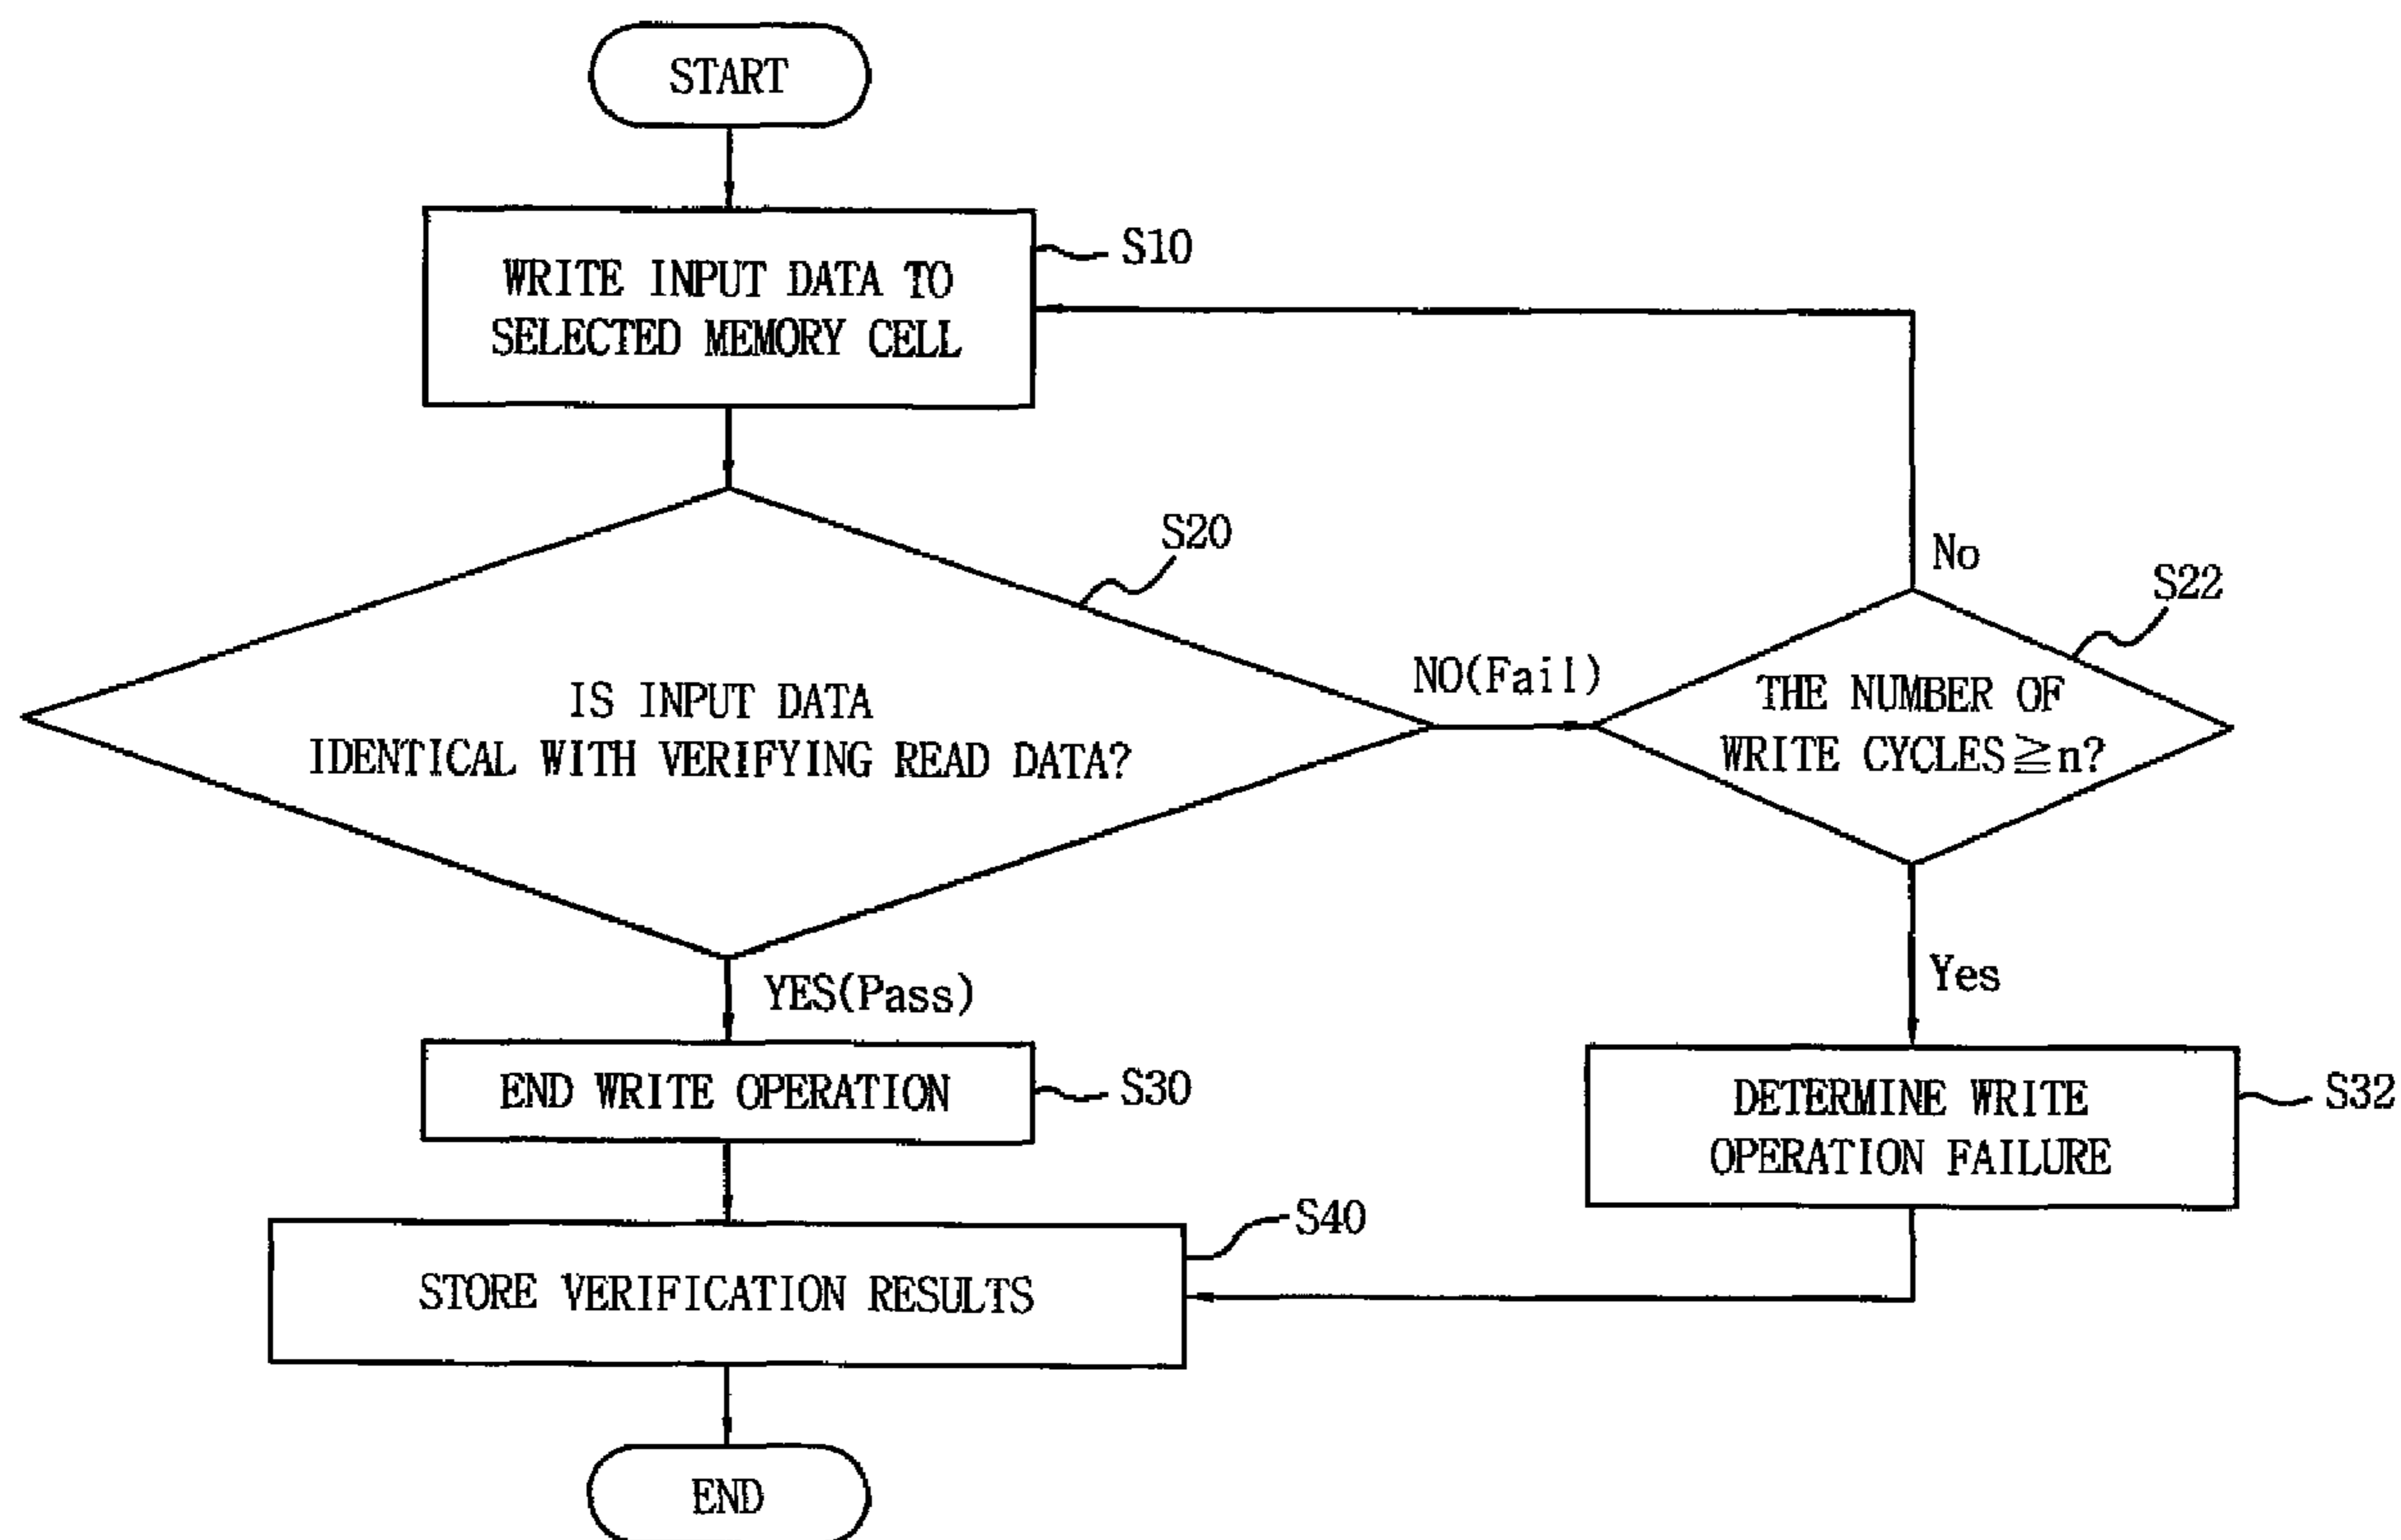 START
WRITE INPUT DATA TO
SELECTED MEMORY CELL
S10
IS INPUT DATA
IDENTICAL WITH VERIFYING READ DATA?
S20
NO(Fail)
THE NUMBER OF
WRITE CYCLES≧n?
S22
No
Yes
YES(Pass)
END WRITE OPERATION
S30
DETERMINE WRITE
OPERATION FAILURE
S32
STORE VERIFICATION RESULTS
S40
END